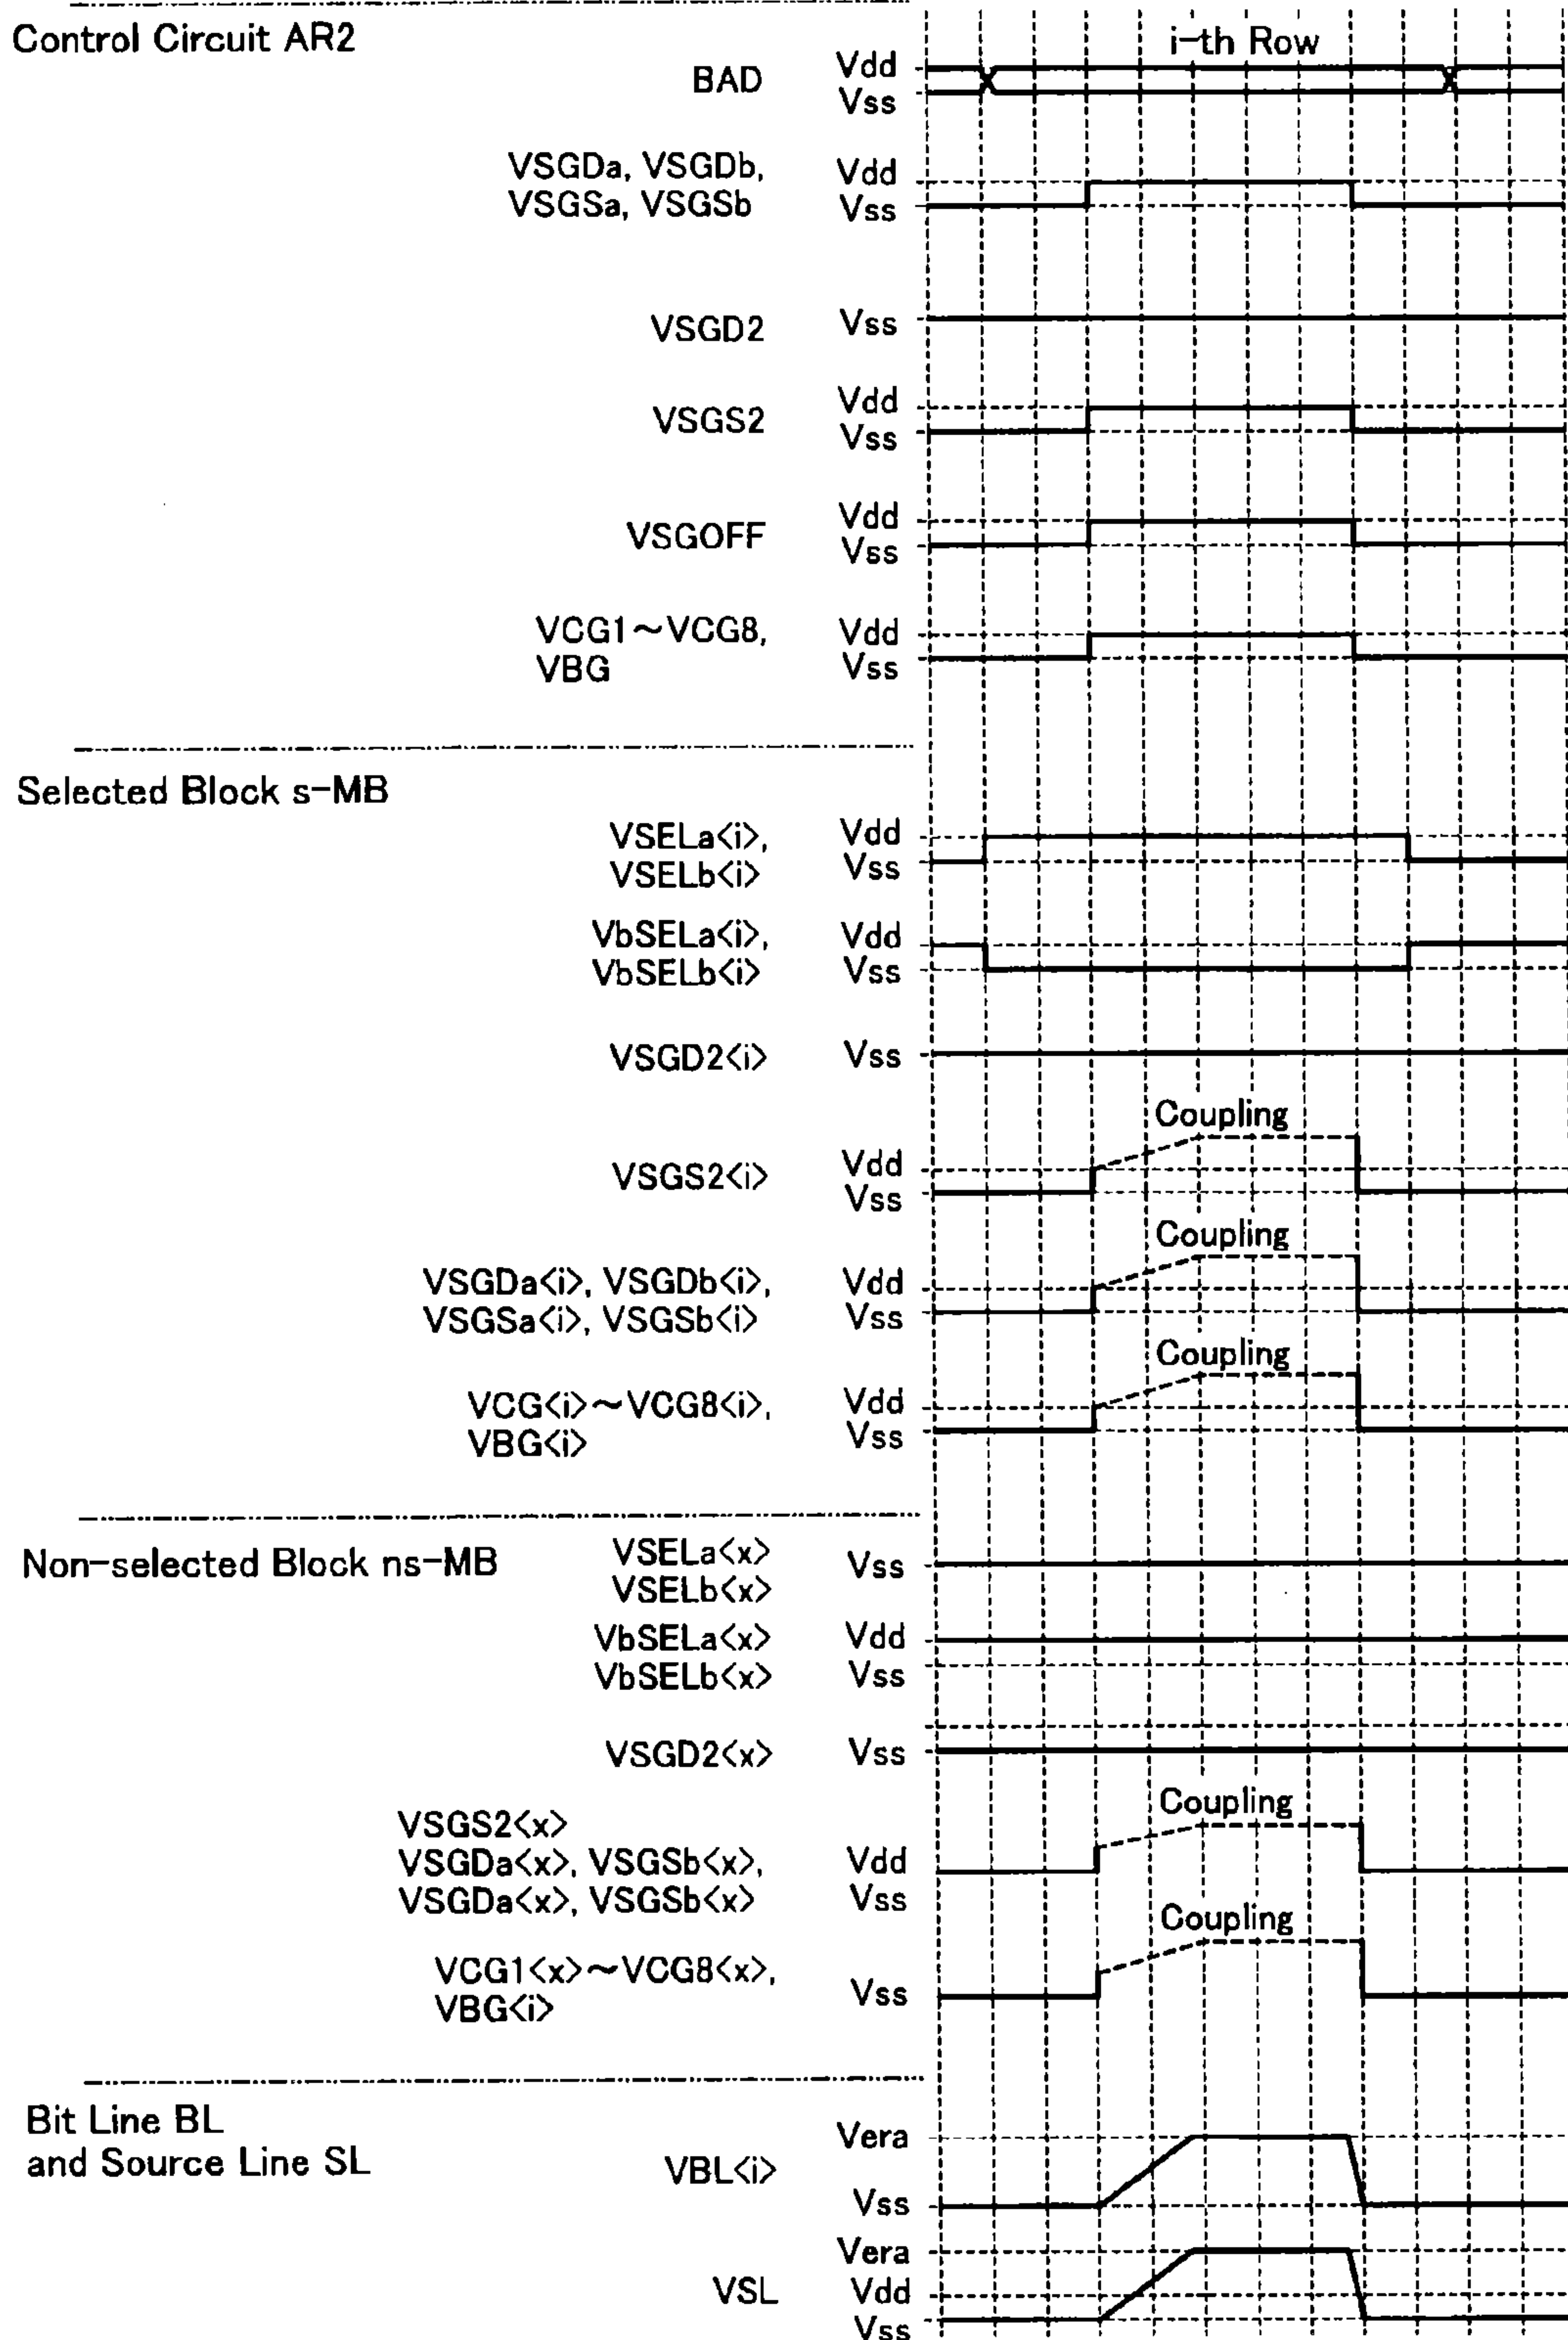 Control Circuit AR2
i-th Row
BAD
Vdd
Vss
VSGDa, VSGDb,
VSGSa, VSGSb
Vdd
Vss
VSGD2
Vss
VSGS2
Vdd
Vss
VSGOFF
Vdd
Vss
VCG1~VCG8,
VBG
Vdd
Vss
Selected Block s-MB
VSELa<i>,
VSELb<i>
Vdd
Vss
VbSELa<i>,
VbSELb<i>
Vdd
Vss
VSGD2<i>
Vss
Coupling
VSGS2<i>
Vdd
Vss
Coupling
VSGDa<i>, VSGDb<i>,
VSGSa<i>, VSGSb<i>
Vdd
Vss
Coupling
VCG<i>~VCG8<i>,
VBG<i>
Vdd
Vss
Non-selected Block ns-MB
VSELa<x>
VSELb<x>
Vss
VbSELa<x>
VbSELb<x>
Vdd
Vss
VSGD2<x>
Vss
Coupling
VSGS2<x>
VSGDa<x>, VSGSb<x>,
VSGDa<x>, VSGSb<x>
Vdd
Vss
Coupling
VCG1<x>~VCG8<x>,
VBG<i>
Vss
Bit Line BL
and Source Line SL
VBL<i>
Vera
Vss
VSL
Vera
Vdd
Vss